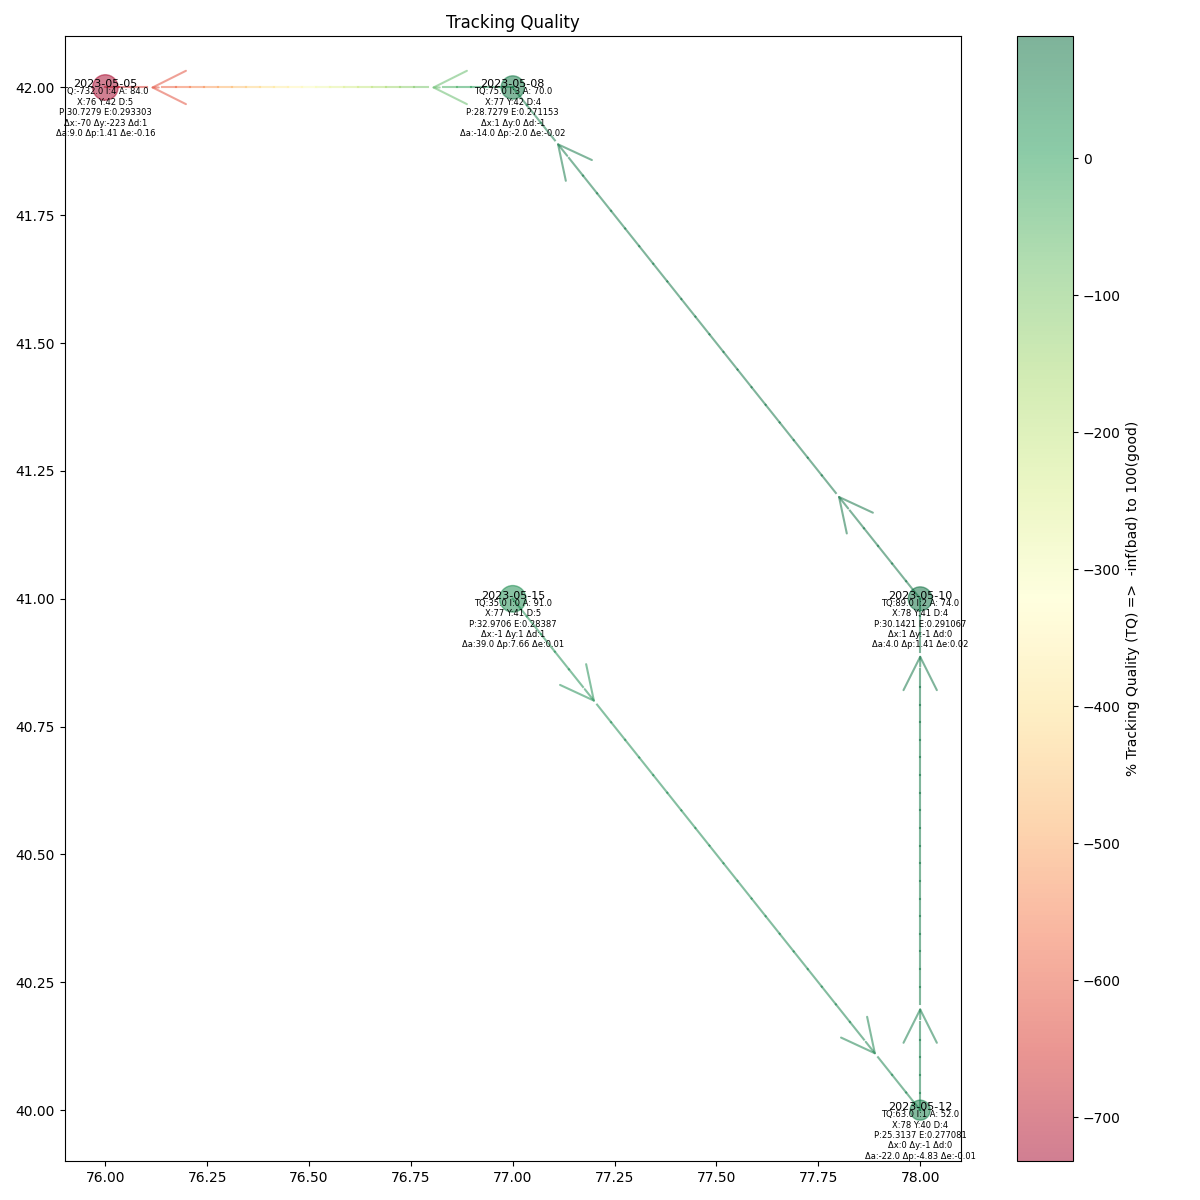 Tracking Quality
42.00
41.75
41.50
41.25
41.00
40.75
40.50
40.25
40.00
2023-05-05
TQ:-732.0 I:4 A: 84.0
X:76 Y:42 D:5
P:30.7279 E:0.293303
Δx:-70 Δy:-223 Δd:1
Δa:9.0 Δp:1.41 Δe:-0.16
2023-05-08
TQ:75.0 I:3 A: 70.0
X:77 Y:42 D:4
P:28.7279 E:0.271153
Δx:1 Δy:0 Δd:-1
Δa:-14.0 Δp:-2.0 Δe:-0.02
2023-05-15
TQ:35.0 I:0 A: 91.0
X:77 Y:41 D:5
P:32.9706 E:0.28387
Δx:-1 Δy:1 Δd:1
Δa:39.0 Δp:7.66 Δe:0.01
2023-05-10
TQ:89.0 I:2 A: 74.0
X:78 Y:41 D:4
P:30.1421 E:0.291067
Δx:1 Δy:-1 Δd:0
Δa:4.0 Δp:1.41 Δe:0.02
2023-05-12
TQ:63.0 I:1 A: 52.0
X:78 Y:40 D:4
P:25.3137 E:0.277081
Δx:0 Δy:-1 Δd:0
Δa:-22.0 Δp:-4.83 Δe:-0.01
76.00
76.25
76.50
76.75
77.00
77.25
77.50
77.75
78.00
0
−100
−200
−300
−400
−500
−600
−700
% Tracking Quality (TQ) => -inf(bad) to 100(good)